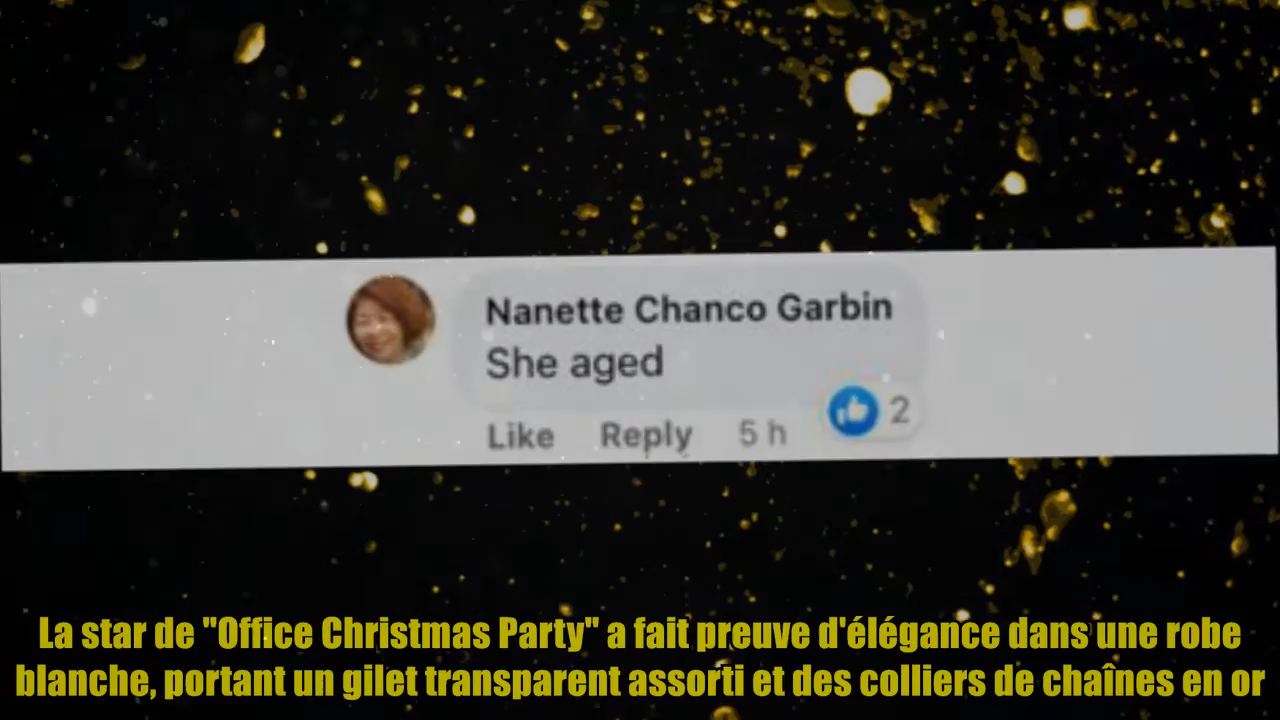 Nanette Chanco Garbin
She aged
Like Reply 5 h 2
La star de "Office Christmas Party" a fait preuve d'élégance dans une robe
blanche, portant un gilet transparent assorti et des colliers de chaînes en or